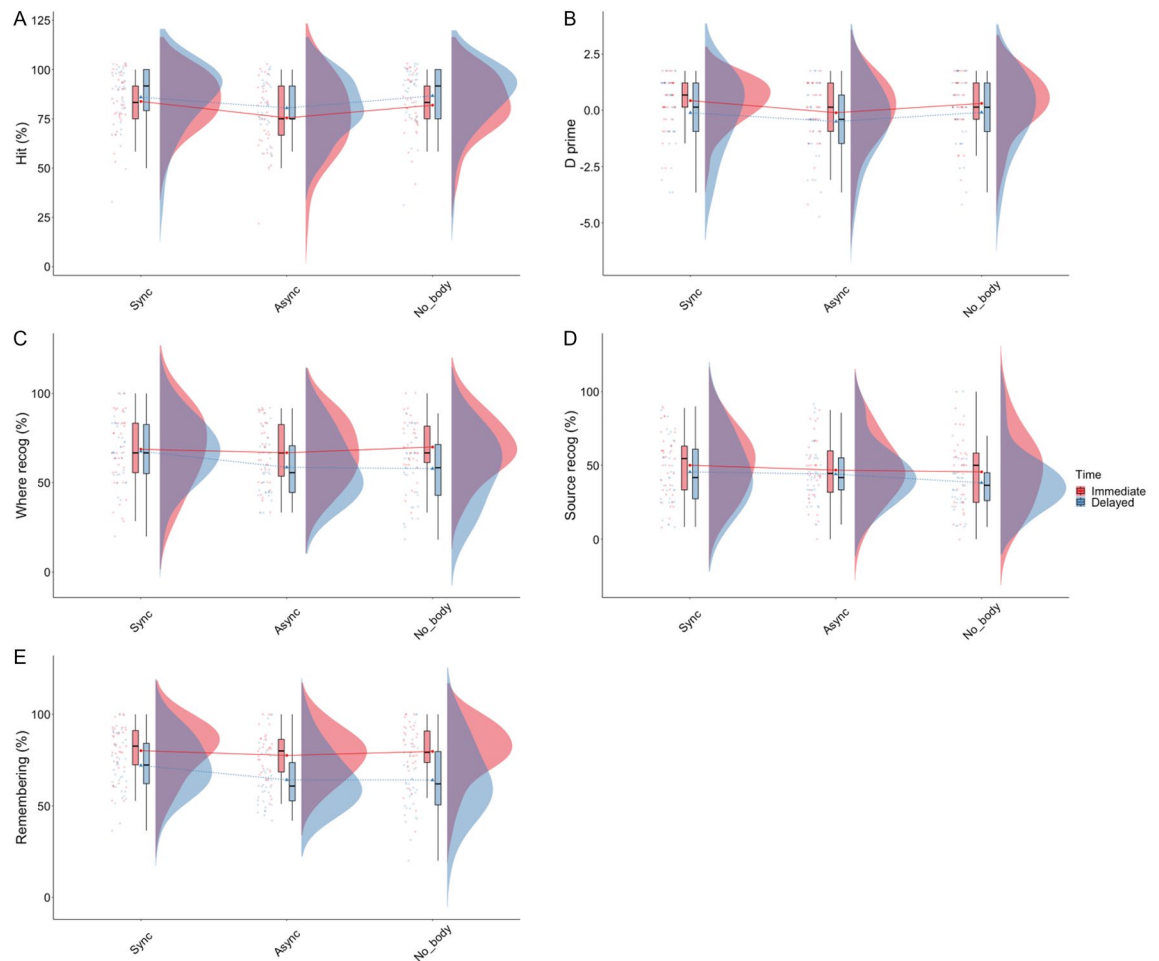 A
125
100
75
50
25
0
Hit (%)
Sync
Async
No_body
B
2.5
0.0
-2.5
-5.0
D prime
Sync
Async
No_body
C
100
50
0
Where recog (%)
Sync
Async
No_body
D
100
50
0
Source recog (%)
Sync
Async
No_body
Time
Immediate
Delayed
E
100
50
0
Remembering (%)
Sync
Async
No_body